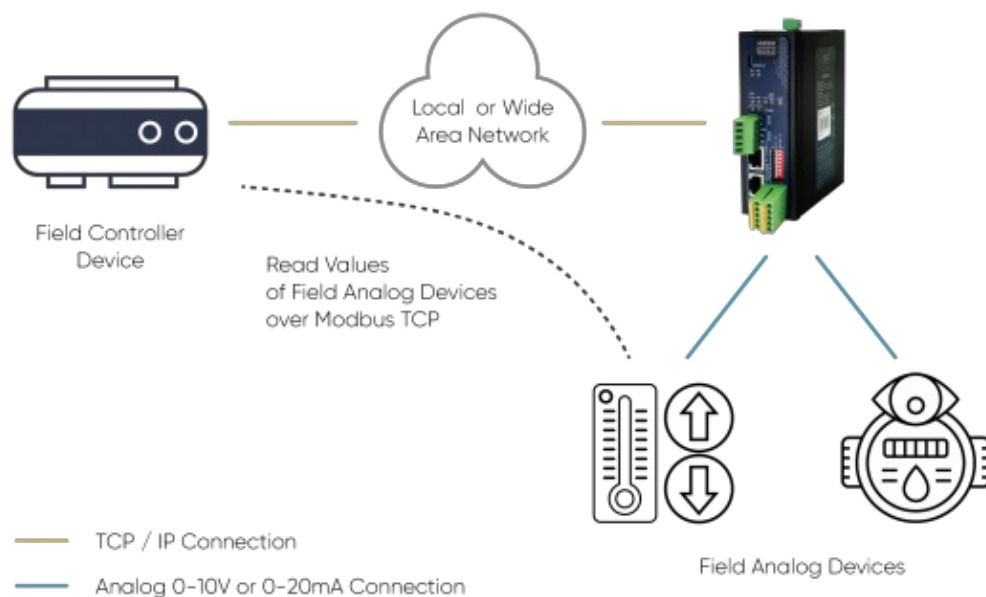 Local or Wide
Area Network
Field Controller
Device
Read Values
of Field Analog Devices
over Modbus TCP
TCP / IP Connection
Field Analog Devices
Analog 0-10V or 0-20mA Connection